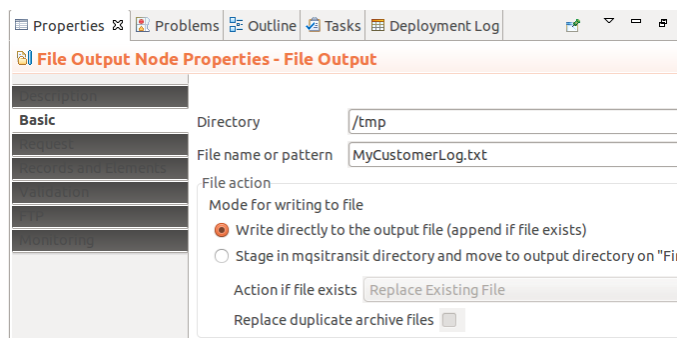 Properties Problems Outline Tasks Deployment Log
File Output Node Properties - File Output
Description
Basic
Directory /tmp
Request
File name or pattern MyCustomerLog.txt
Records and Elements
File action
Validation
Mode for writing to file
FTP
Write directly to the output file (append if file exists)
Monitoring
Stage in mqsitransit directory and move to output directory on "Fi
Action if file exists Replace Existing File
Replace duplicate archive files